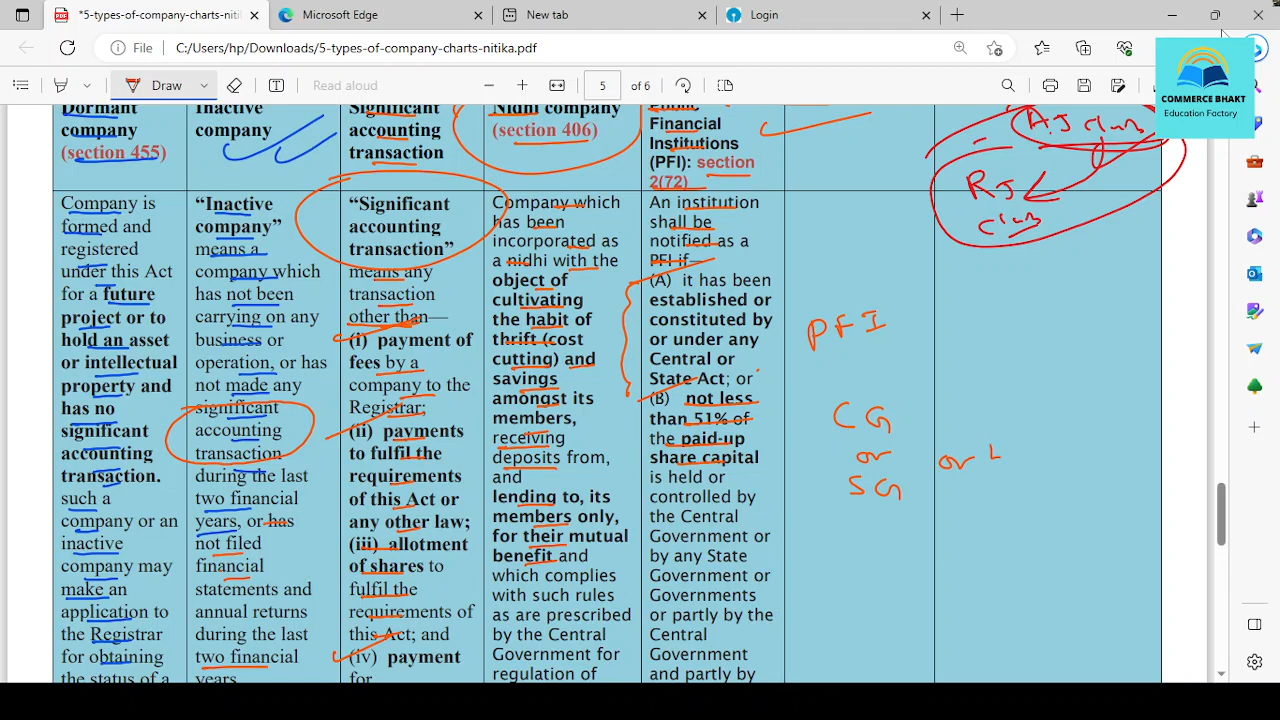 *5-types-of-company-charts-niti
Microsoft Edge
New tab
Login
File
C:/Users/hp/Downloads/5-types-of-company-charts-nitika.pdf
Draw
Read aloud
5
of 6
COMMERCE BHAKT
Education Factory
Dormant
company
(section 455)
Inactive
company
Significant
accounting
transaction
Nidhi company
(section 406)
Public
Financial
Institutions
(PFI): section
2(72)
AJ class
RJ
class
Company is
formed and
registered
under this Act
for a future
project or to
hold an asset
or intellectual
property and
has no
significant
accounting
transaction.
such a
company or an
inactive
company may
make an
application to
the Registrar
for obtaining
the status of a
“Inactive
company”
means a
company which
has not been
carrying on any
business or
operation, or has
not made any
significant
accounting
transaction
during the last
two financial
years, or has
not filed
financial
statements and
annual returns
during the last
two financial
years.
“Significant
accounting
transaction”
means any
transaction
other than—
(i) payment of
fees by a
company to the
Registrar;
(ii) payments
to fulfil the
requirements
of this Act or
any other law;
(iii) allotment
of shares to
fulfil the
requirements of
this Act; and
(iv) payment
for
Company which
has been
incorporated as
a nidhi with the
object of
cultivating
the habit of
thrift (cost
cutting) and
savings
amongst its
members,
receiving
deposits from,
and
lending to, its
members only,
for their mutual
benefit and
which complies
with such rules
as are prescribed
by the Central
Government for
regulation of
An institution
shall be
notified as a
PFI if—
(A) it has been
established or
constituted by
or under any
Central or
State Act; or
(B) not less
than 51% of
the paid-up
share capital
is held or
controlled by
the Central
Government or
by any State
Government or
Governments
or partly by the
Central
Government
and partly by
PFI
CG
or
SG
or